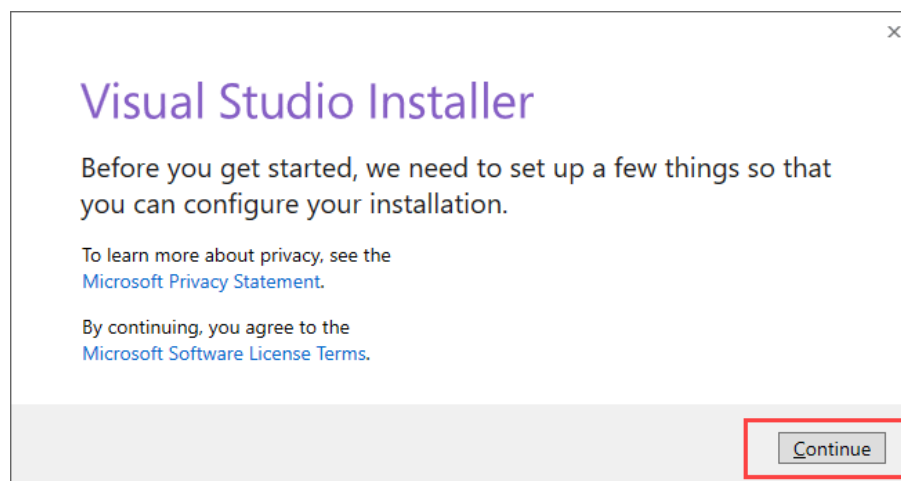 Visual Studio Installer
Before you get started, we need to set up a few things so that
you can configure your installation.
To learn more about privacy, see the
Microsoft Privacy Statement.
By continuing, you agree to the
Microsoft Software License Terms.
Continue